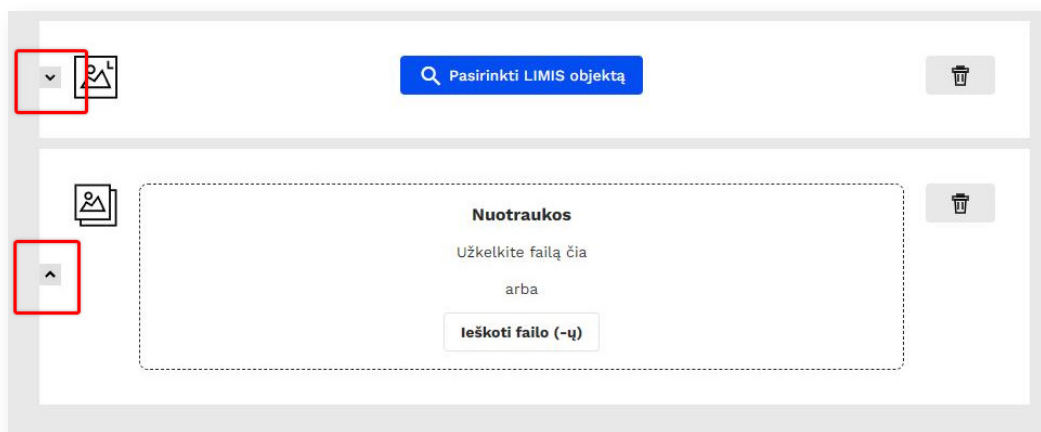 Pasirinkti LIMIS objektą
Nuotraukos
Užkelkite failą čia
arba
Ieškoti failo (-ų)